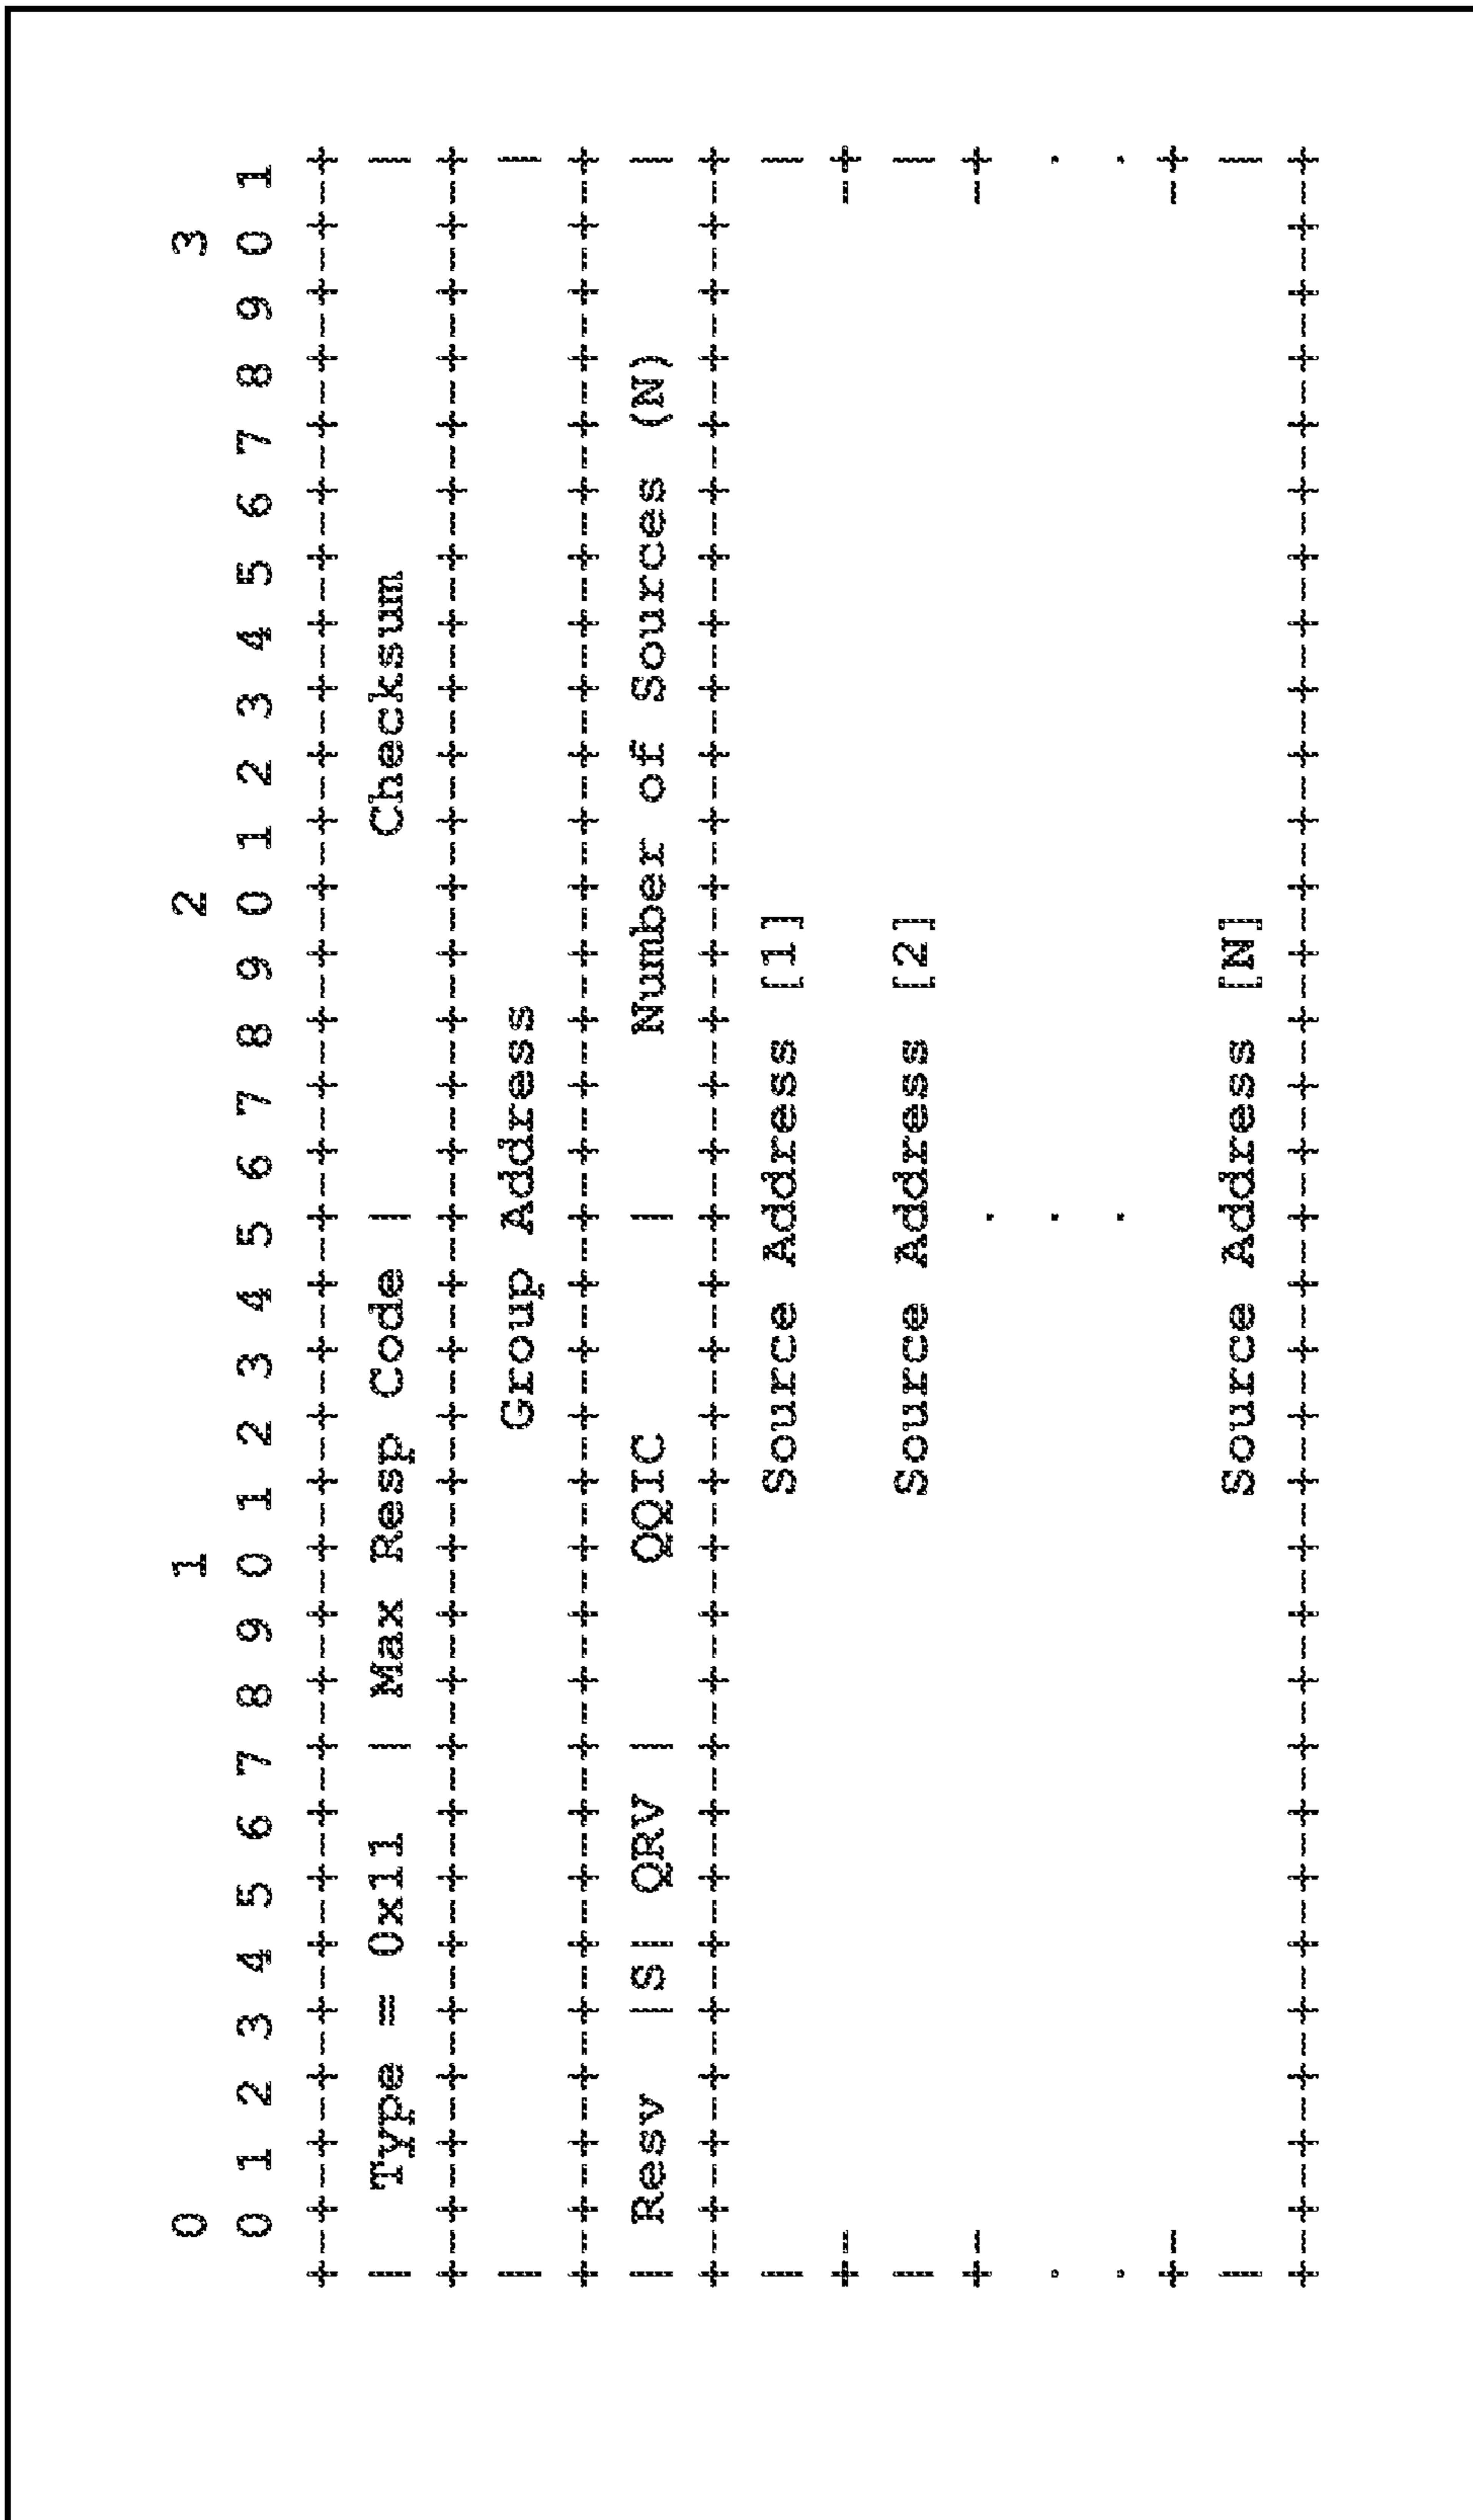 0                   1                   2                   3
 0 1 2 3 4 5 6 7 8 9 0 1 2 3 4 5 6 7 8 9 0 1 2 3 4 5 6 7 8 9 0 1
+-+-+-+-+-+-+-+-+-+-+-+-+-+-+-+-+-+-+-+-+-+-+-+-+-+-+-+-+-+-+-+-+
|  Type = 0x11  | Max Resp Code |           Checksum            |
+-+-+-+-+-+-+-+-+-+-+-+-+-+-+-+-+-+-+-+-+-+-+-+-+-+-+-+-+-+-+-+-+
|                         Group Address                         |
+-+-+-+-+-+-+-+-+-+-+-+-+-+-+-+-+-+-+-+-+-+-+-+-+-+-+-+-+-+-+-+-+
| Resv  |S| QRV |     QQIC      |     Number of Sources (N)     |
+-+-+-+-+-+-+-+-+-+-+-+-+-+-+-+-+-+-+-+-+-+-+-+-+-+-+-+-+-+-+-+-+
|                       Source Address [1]                      |
+-                                                             -+
|                       Source Address [2]                      |
+-                              .                              -+
.                               .                               .
.                               .                               .
+-                                                             -+
|                       Source Address [N]                      |
+-+-+-+-+-+-+-+-+-+-+-+-+-+-+-+-+-+-+-+-+-+-+-+-+-+-+-+-+-+-+-+-+